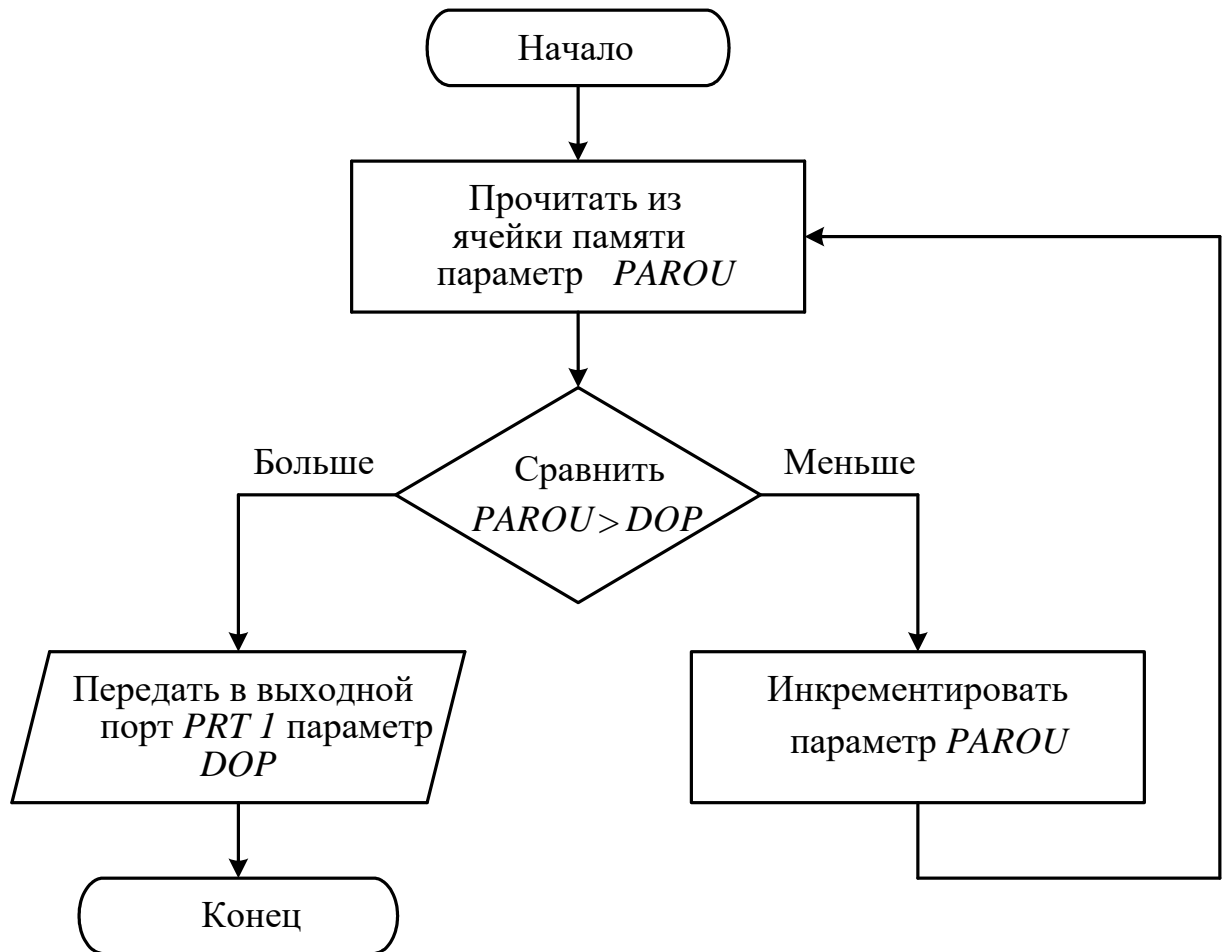 Начало
Прочитать из
ячейки памяти
параметр PAROU
Больше
Сравнить
PAROU > DOP
Меньше
Передать в выходной
порт PRT 1 параметр
DOP
Инкрементировать
параметр PAROU
Конец